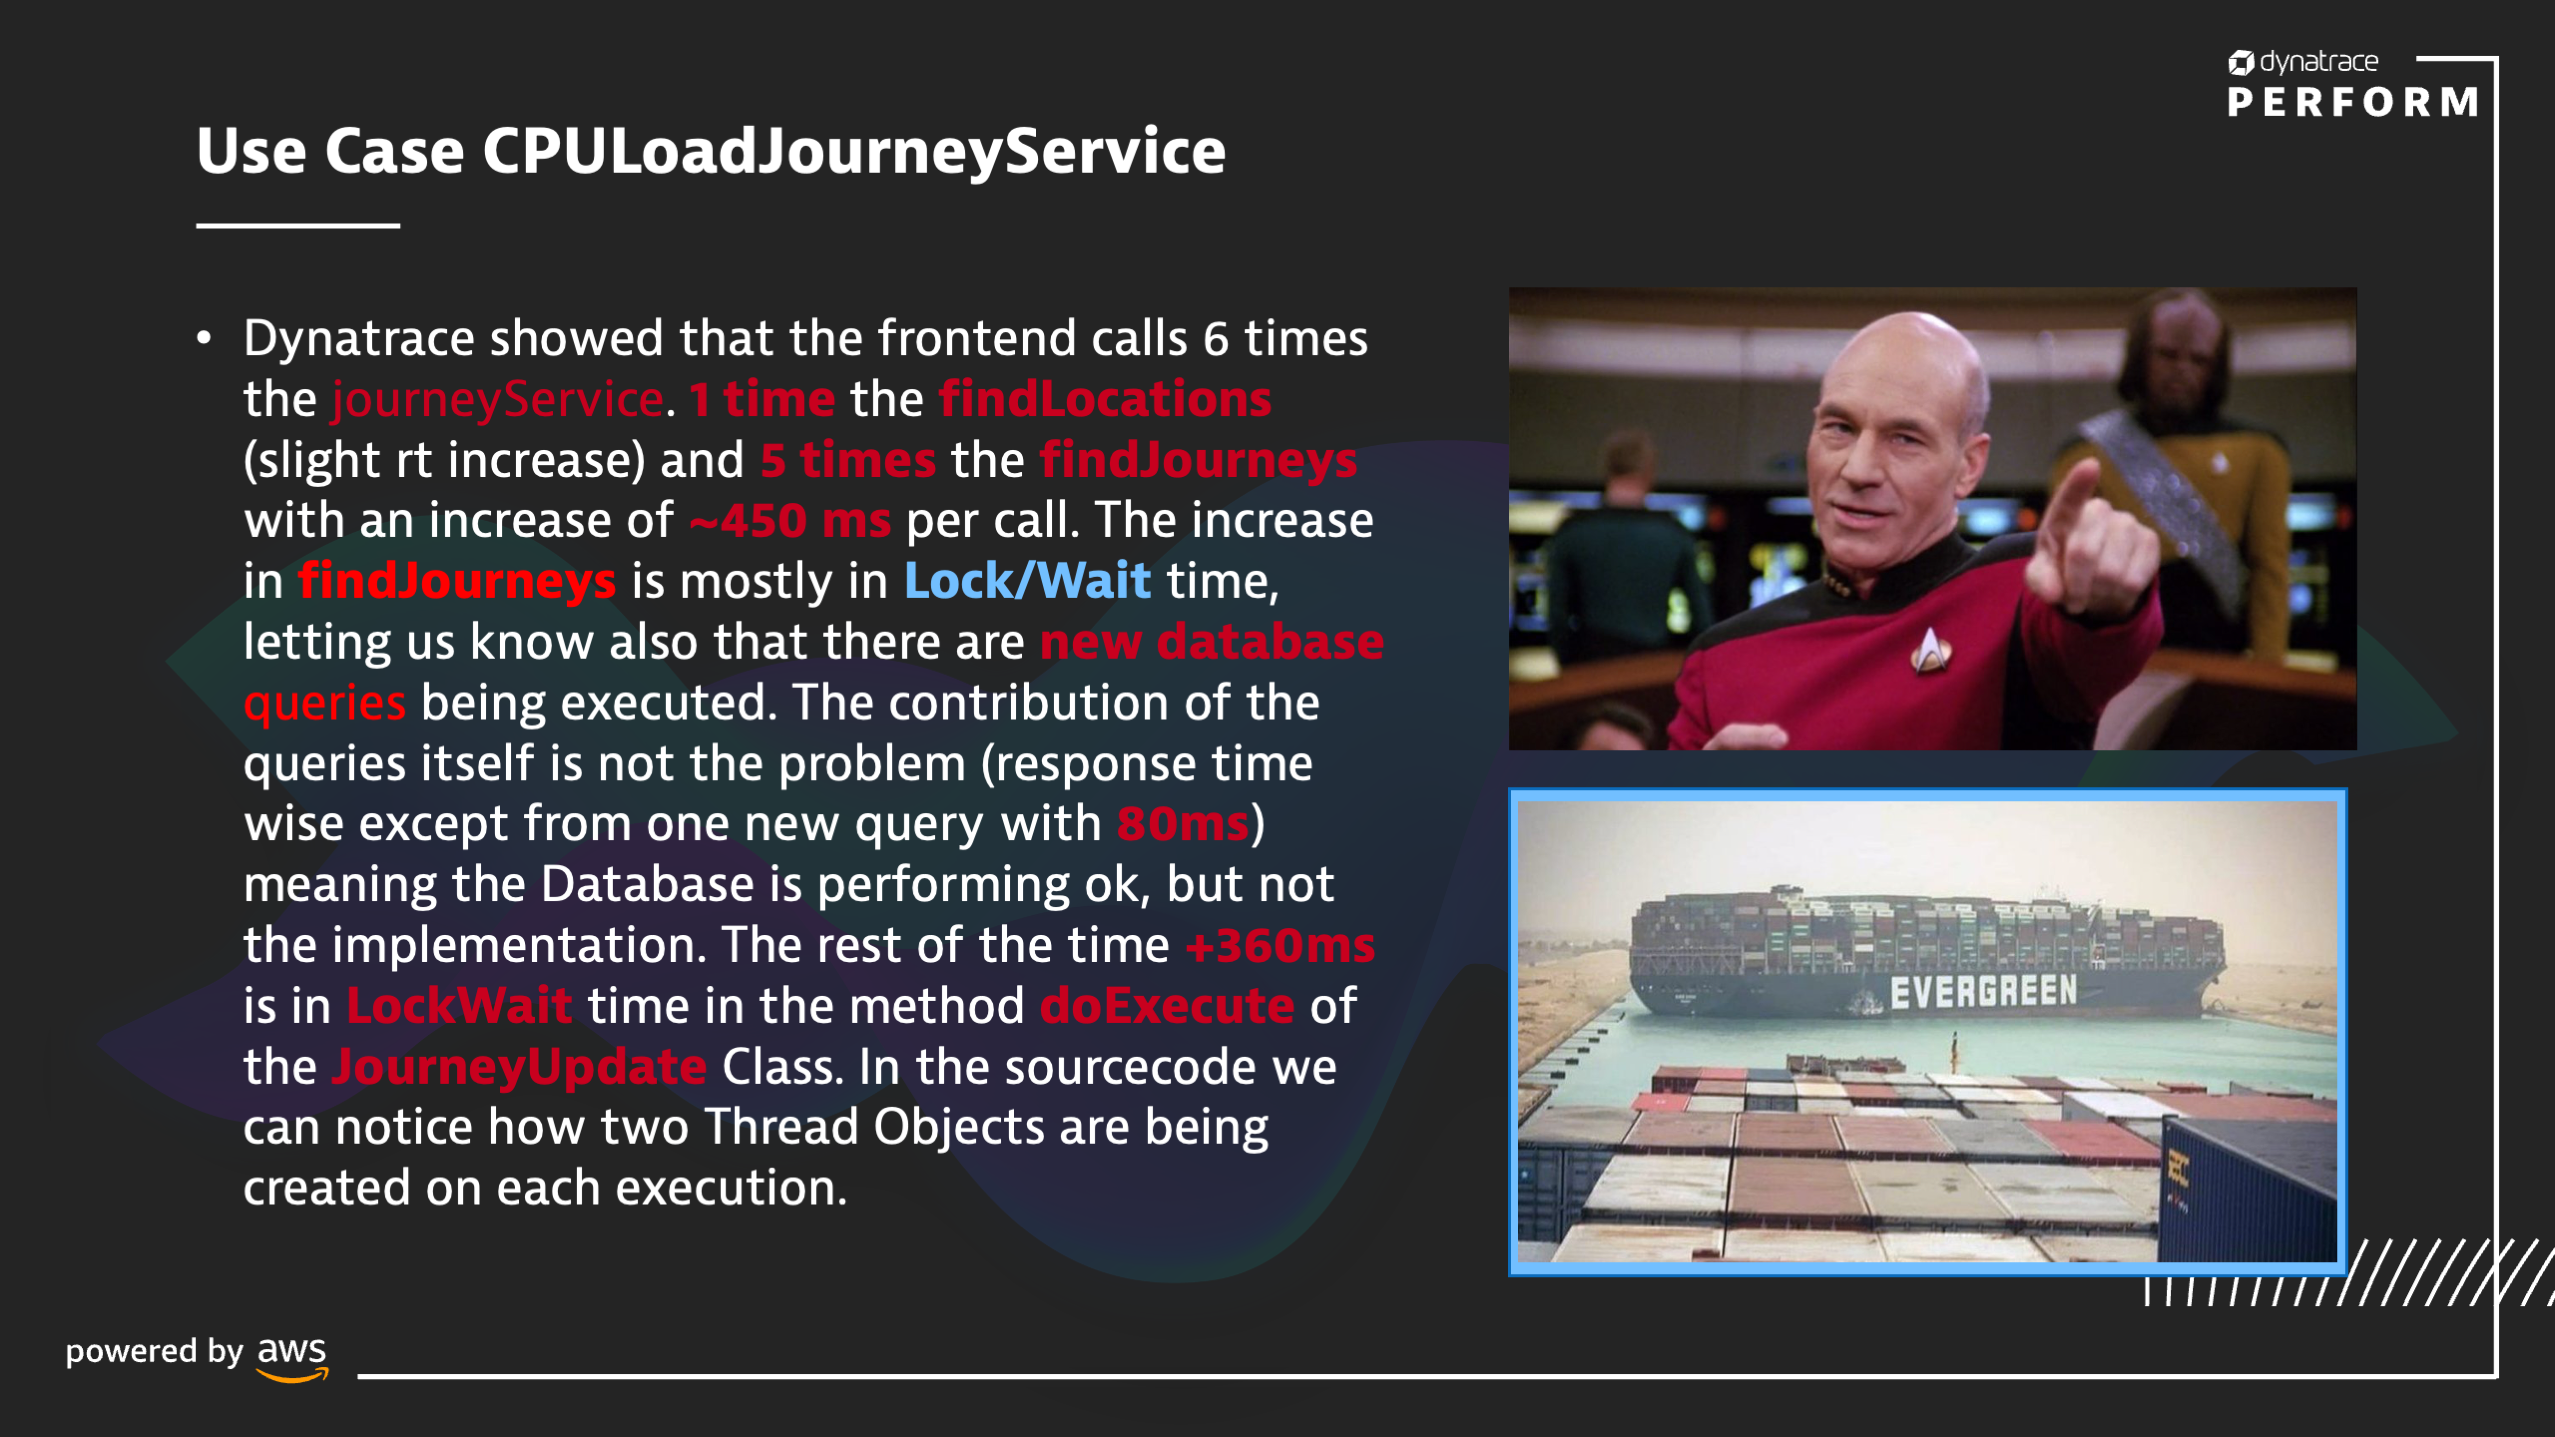 dynatrace
PERFORM
Use Case CPULoadJourneyService
• Dynatrace showed that the frontend calls 6 times
the journeyService. 1 time the findLocations
(slight rt increase) and 5 times the findJourneys
with an increase of ~450 ms per call. The increase
in findJourneys is mostly in Lock/Wait time,
letting us know also that there are new database
queries being executed. The contribution of the
queries itself is not the problem (response time
wise except from one new query with 80ms)
meaning the Database is performing ok, but not
the implementation. The rest of the time +360ms
is in LockWait time in the method doExecute of
the JourneyUpdate Class. In the sourcecode we
can notice how two Thread Objects are being
created on each execution.
EVERGREEN
powered by aws